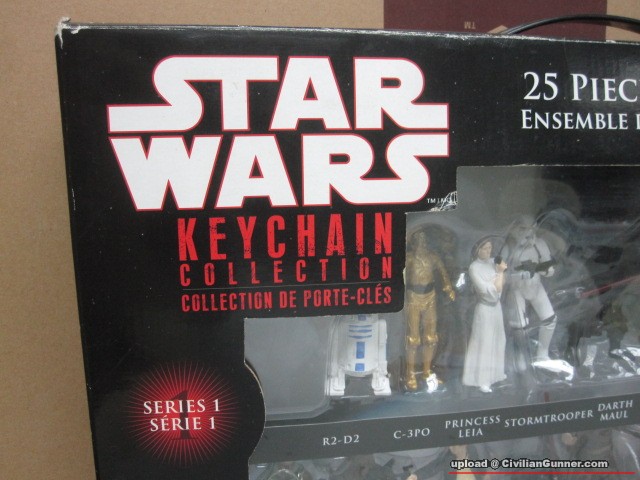 STAR
WARS
TM
KEYCHAIN
COLLECTION
COLLECTION DE PORTE-CLÉS
25 PIEC
ENSEMBLE
SERIES 1
SÉRIE 1
R2-D2
C-3PO
PRINCESS
LEIA
STORMTROOPER
DARTH
MAUL
upload @ CivilianGunner.com